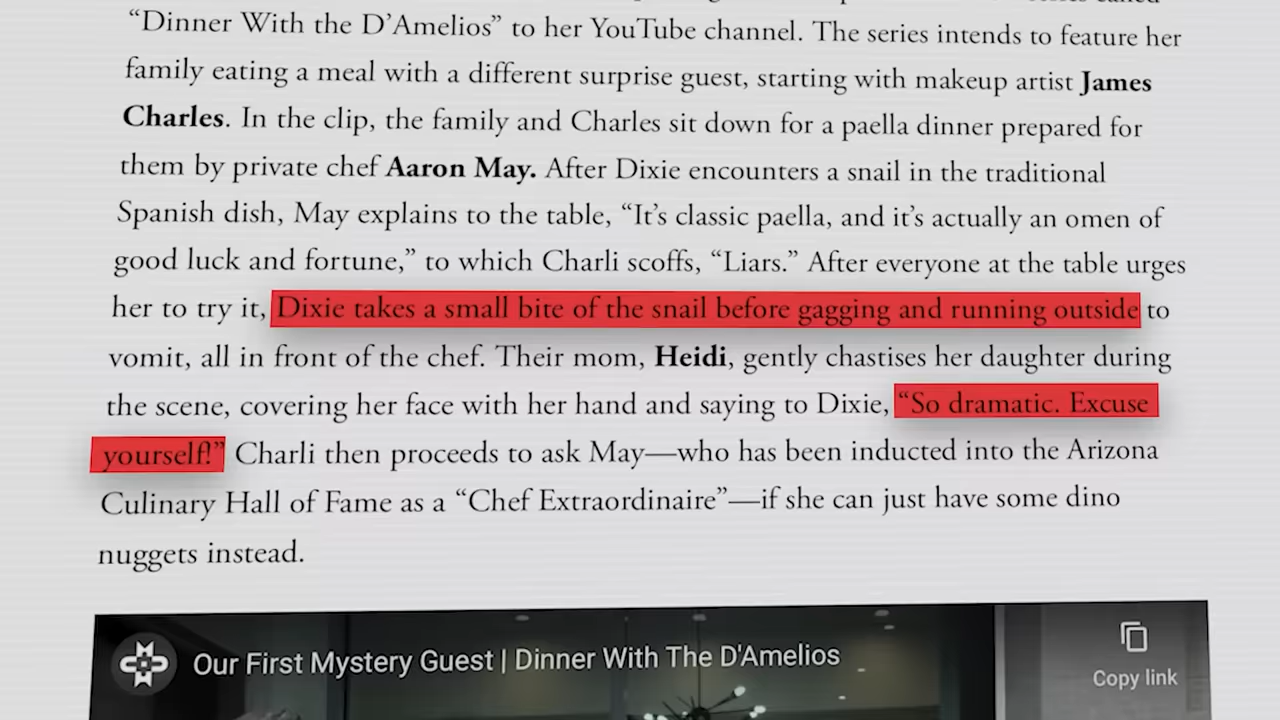 “Dinner With the D’Amelios” to her YouTube channel. The series intends to feature her
family eating a meal with a different surprise guest, starting with makeup artist James
Charles. In the clip, the family and Charles sit down for a paella dinner prepared for
them by private chef Aaron May. After Dixie encounters a snail in the traditional
Spanish dish, May explains to the table, “It’s classic paella, and it’s actually an omen of
good luck and fortune,” to which Charli scoffs, “Liars.” After everyone at the table urges
her to try it, Dixie takes a small bite of the snail before gagging and running outside to
vomit, all in front of the chef. Their mom, Heidi, gently chastises her daughter during
the scene, covering her face with her hand and saying to Dixie, “So dramatic. Excuse
yourself!” Charli then proceeds to ask May—who has been inducted into the Arizona
Culinary Hall of Fame as a “Chef Extraordinaire”—if she can just have some dino
nuggets instead.
Our First Mystery Guest | Dinner With The D'Amelios
Copy link